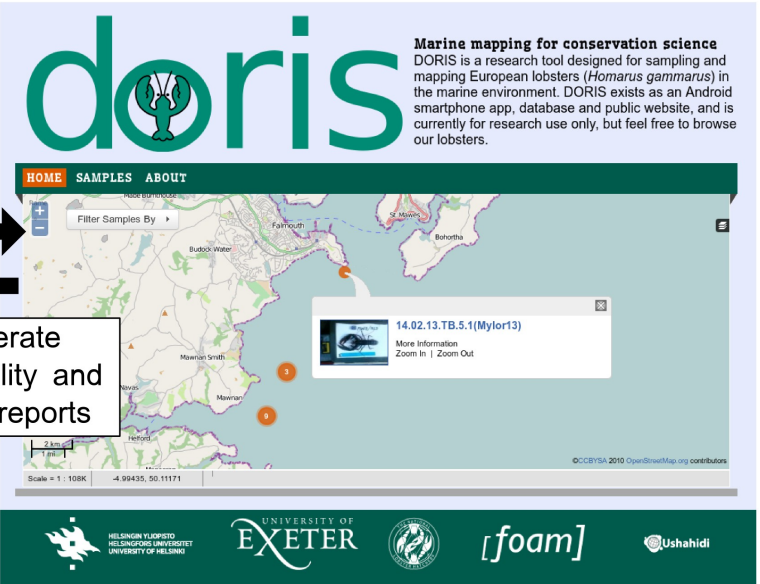 doris
Marine mapping for conservation science
DORIS is a research tool designed for sampling and
mapping European lobsters (Homarus gammarus) in
the marine environment. DORIS exists as an Android
smartphone app, database and public website, and is
currently for research use only, but feel free to browse
our lobsters.
HOME SAMPLES ABOUT
+
Filter Samples By
−
St Mawes
Falmouth
Bohortha
Budock Water
14.02.13.TB.5.1(Mylor13)
More Information
Zoom In | Zoom Out
erate
lity and
reports
Mawnan Smith
3
Navas
Mawnan
9
Helford
2 km
1 mi
©CCBYSA 2010 OpenStreetMap.org contributors
Scale = 1 : 108K
-4.99435, 50.11171
HELSINGIN YLIOPISTO
HELSINGFORS UNIVERSITET
UNIVERSITY OF HELSINKI
UNIVERSITY OF
EXETER
[foam]
Ushahidi